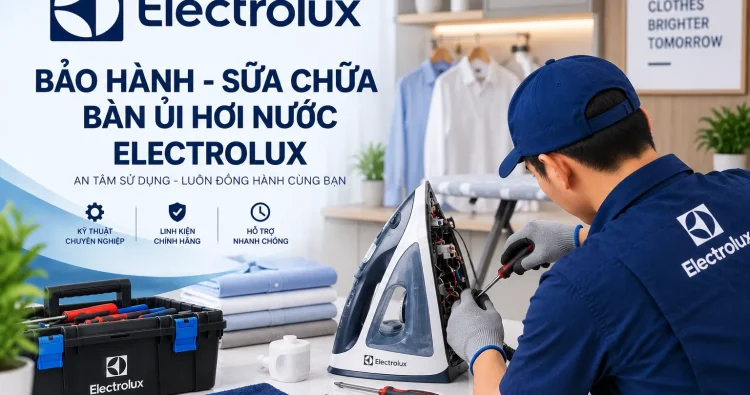 Electrolux
CLOTHES
BRIGHTER
TOMORROW
BẢO HÀNH - SỮA CHỮA
BÀN ỦI HƠI NƯỚC
ELECTROLUX
AN TÂM SỬ DỤNG - LUÔN ĐỒNG HÀNH CÙNG BẠN
KỸ THUẬT
CHUYÊN NGHIỆP
LINH KIỆN
CHÍNH HÃNG
HỖ TRỢ
NHANH CHÓNG
Electrolux
Electrolux
Electrolux